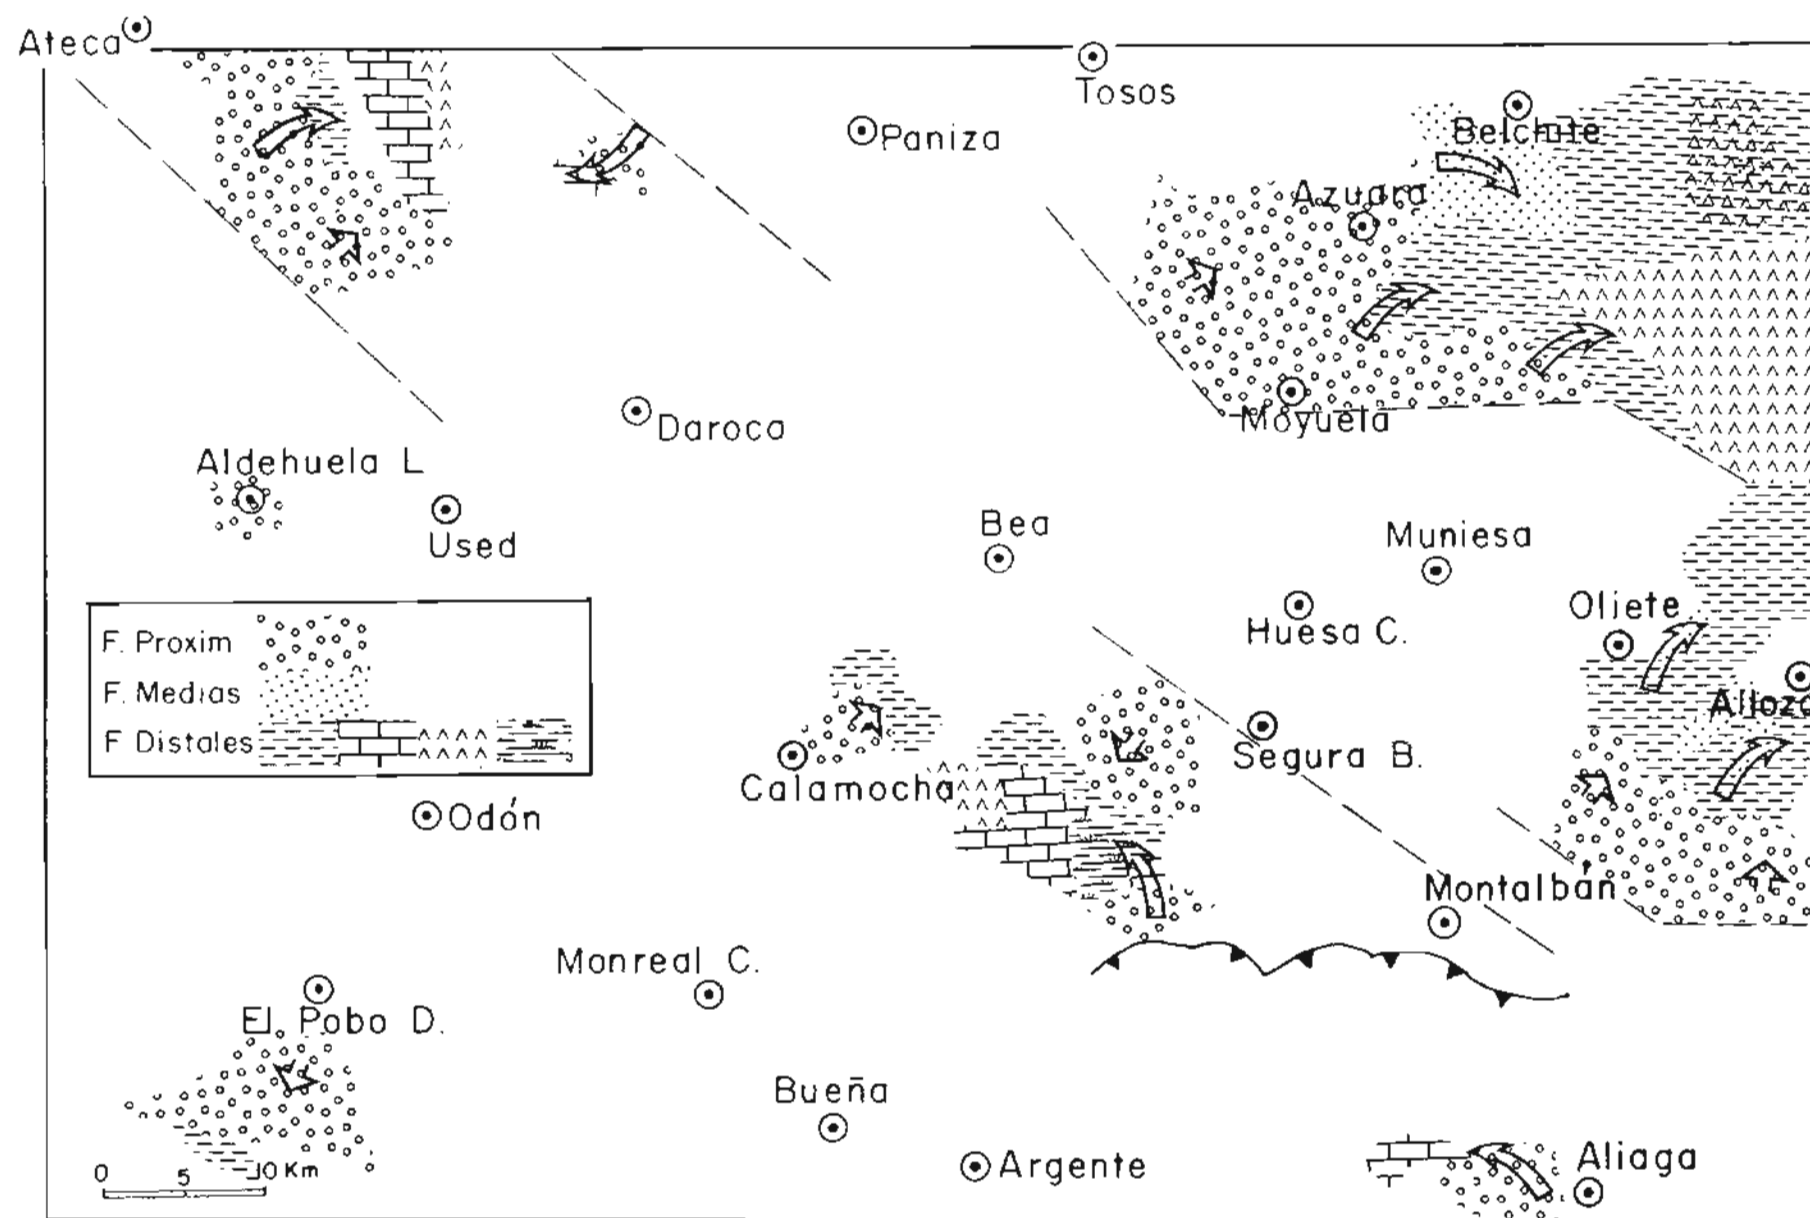 Ateca
Tosos
Paniza
Belchite
Azuara
Moyuela
Daroca
Aldehuela L
Used
Bea
Muniesa
Huesa C.
Oliete
F. Proxim
F. Medias
F Distales
Alloza
Segura B.
Calamocha
Odón
Montalbán
Monreal C.
El Pobo D.
Bueña
0 5 10 Km
Argente
Aliaga